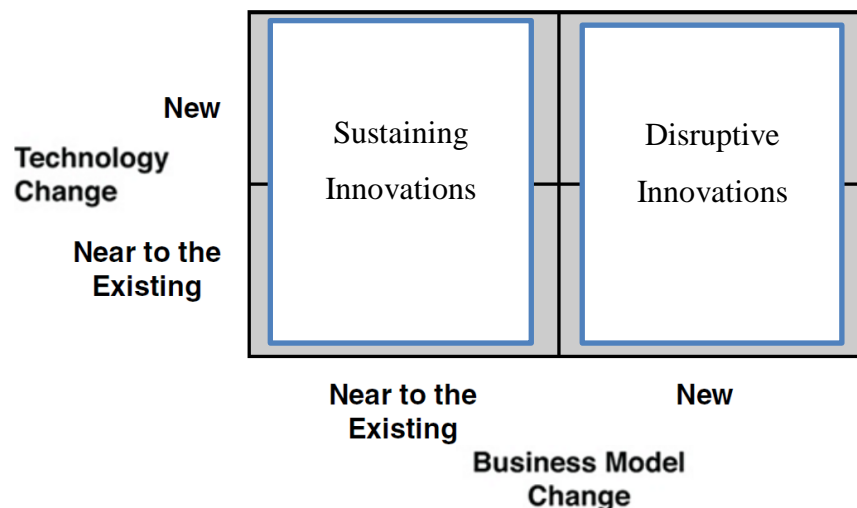 New
Technology
Change
Near to the
Existing
Sustaining
Innovations
Disruptive
Innovations
Near to the
Existing
New
Business Model
Change